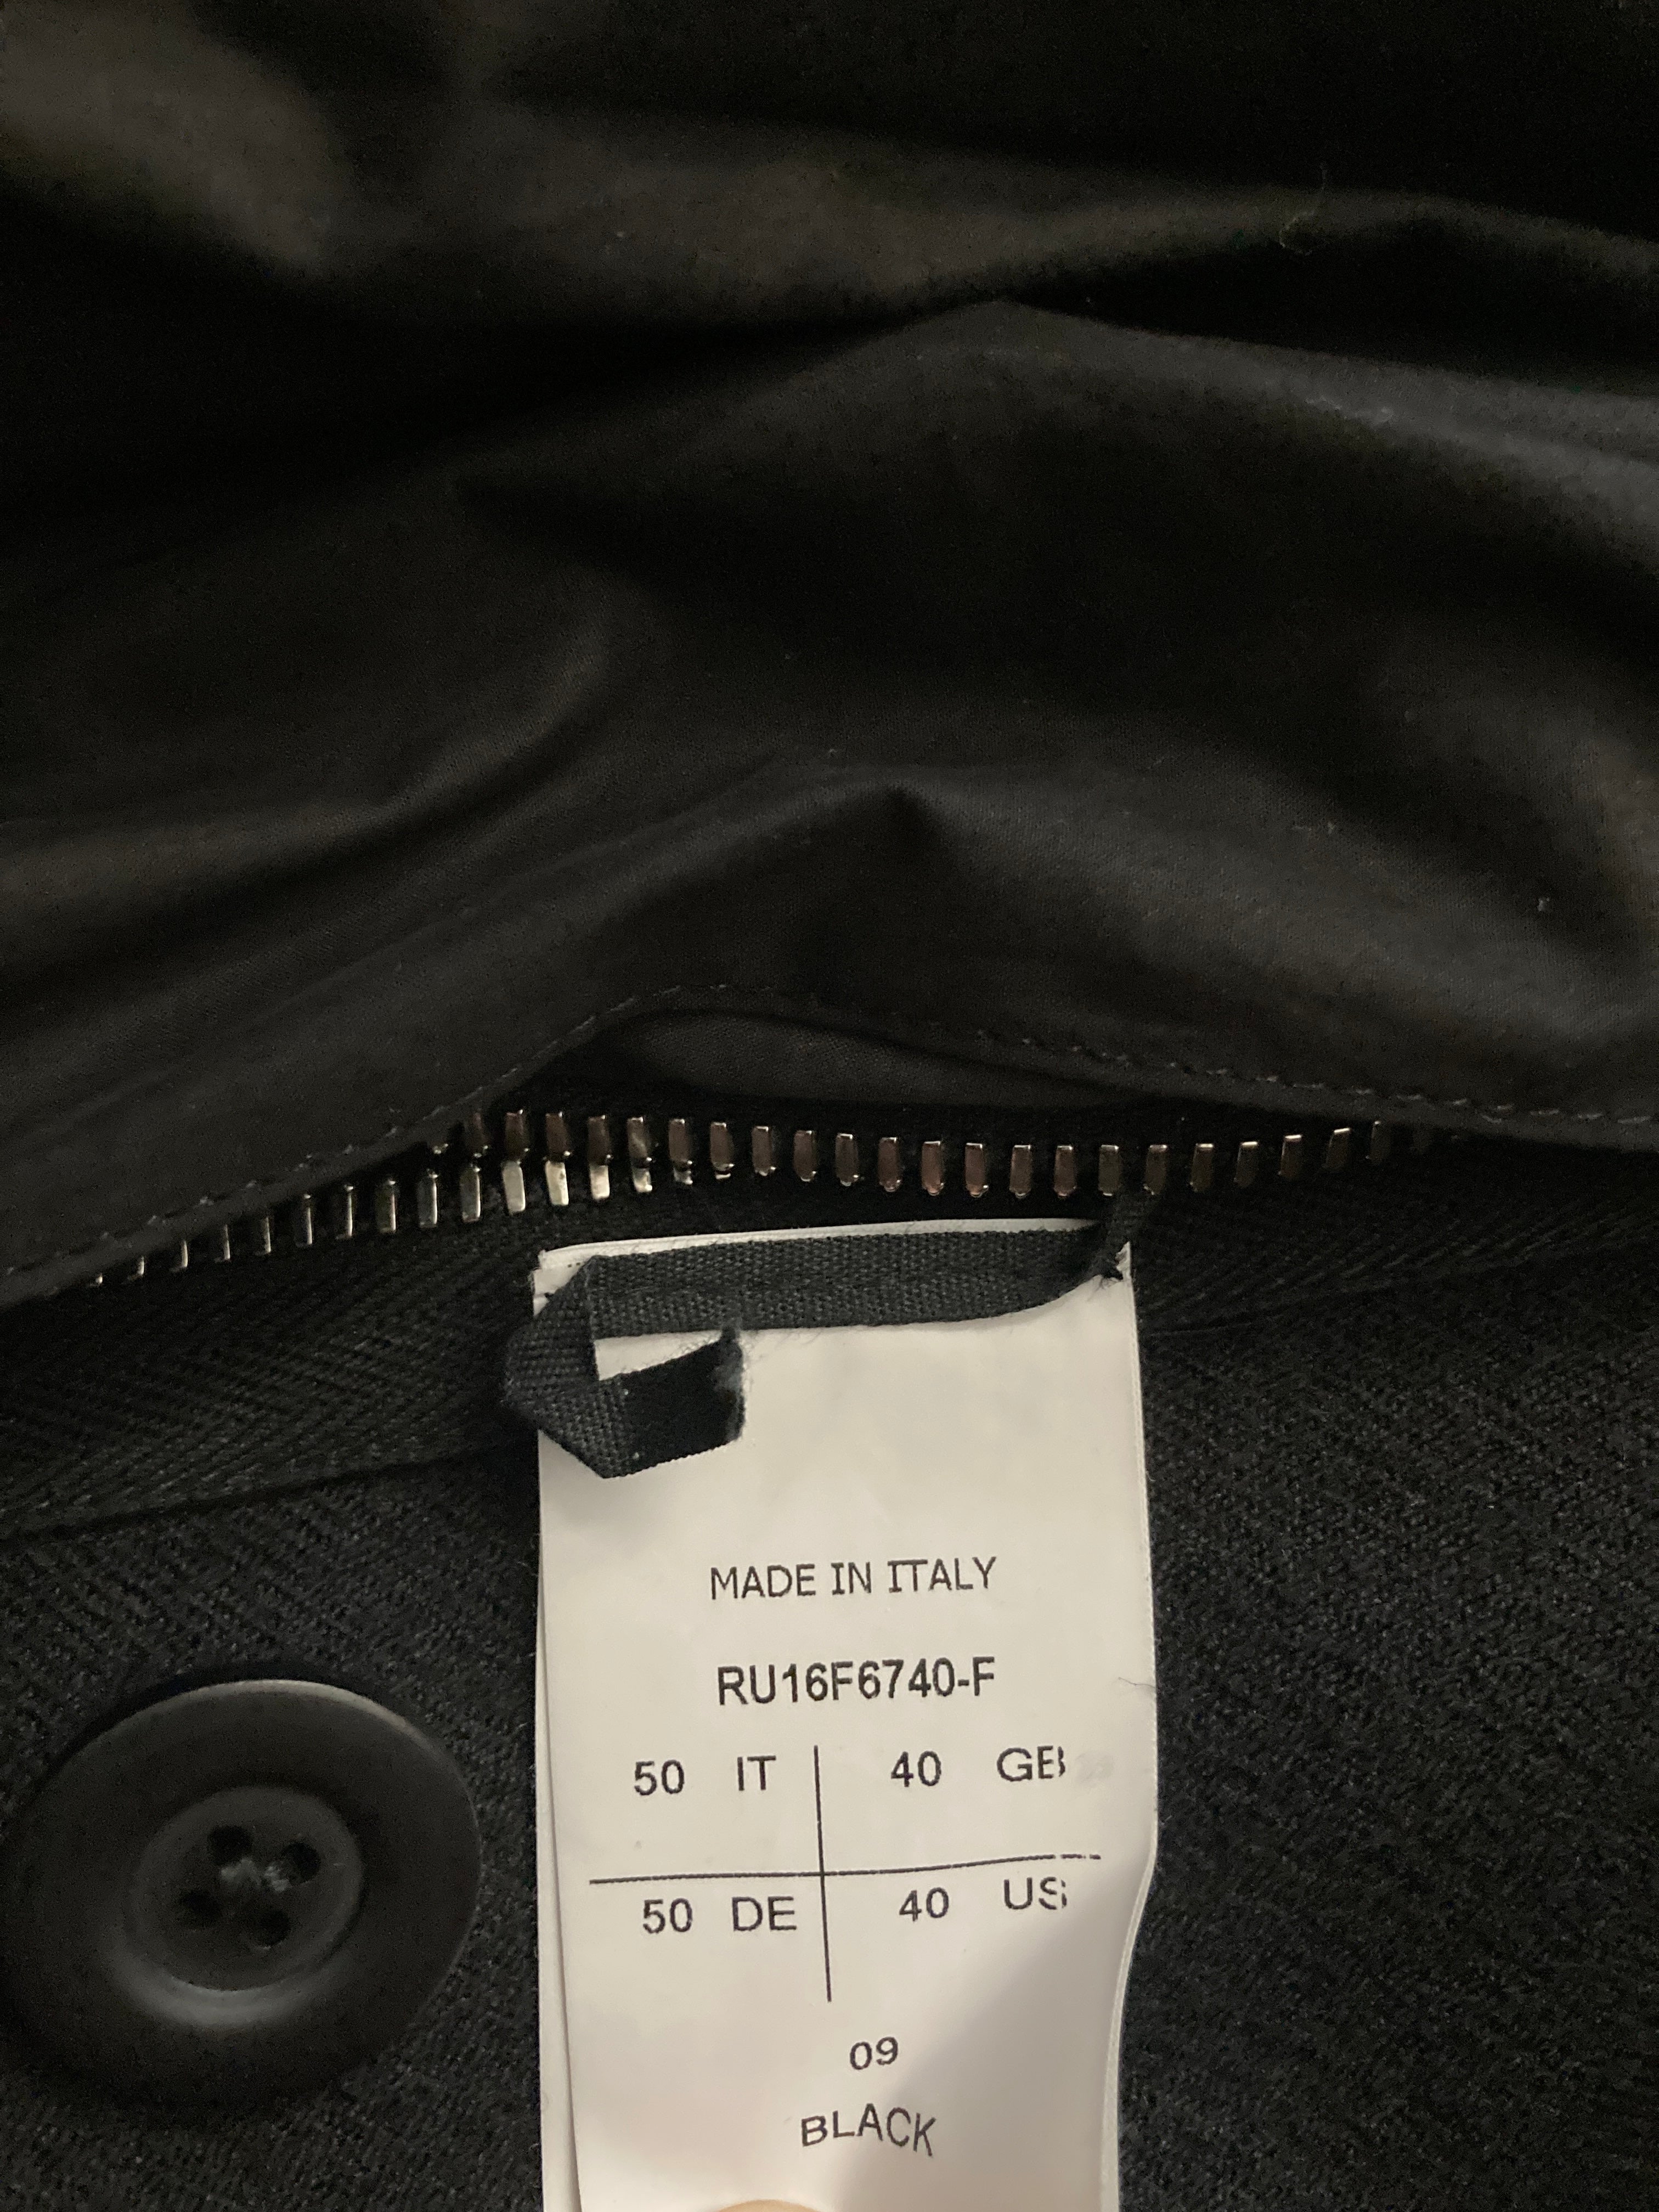 MADE IN ITALY
RU16F6740-F
50 IT 40 GB
50 DE 40 US
09
BLACK